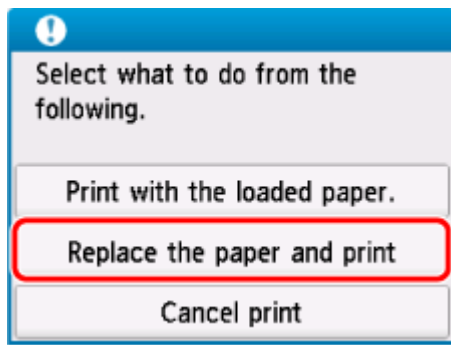 Select what to do from the
following.
Print with the loaded paper.
Replace the paper and print
Cancel print